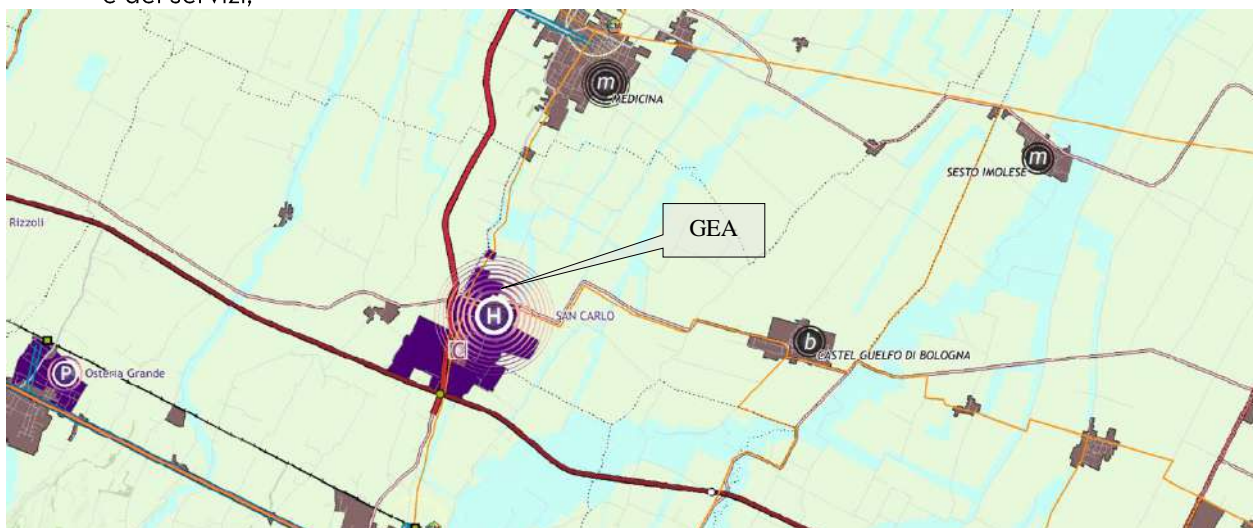 e dei servizi;
m
MEDICINA
m
SESTO IMOLESE
Rizzoli
GEA
H
SAN CARLO
C
b
CASTEL GUELFO DI BOLOGNA
P
Osteria Grande